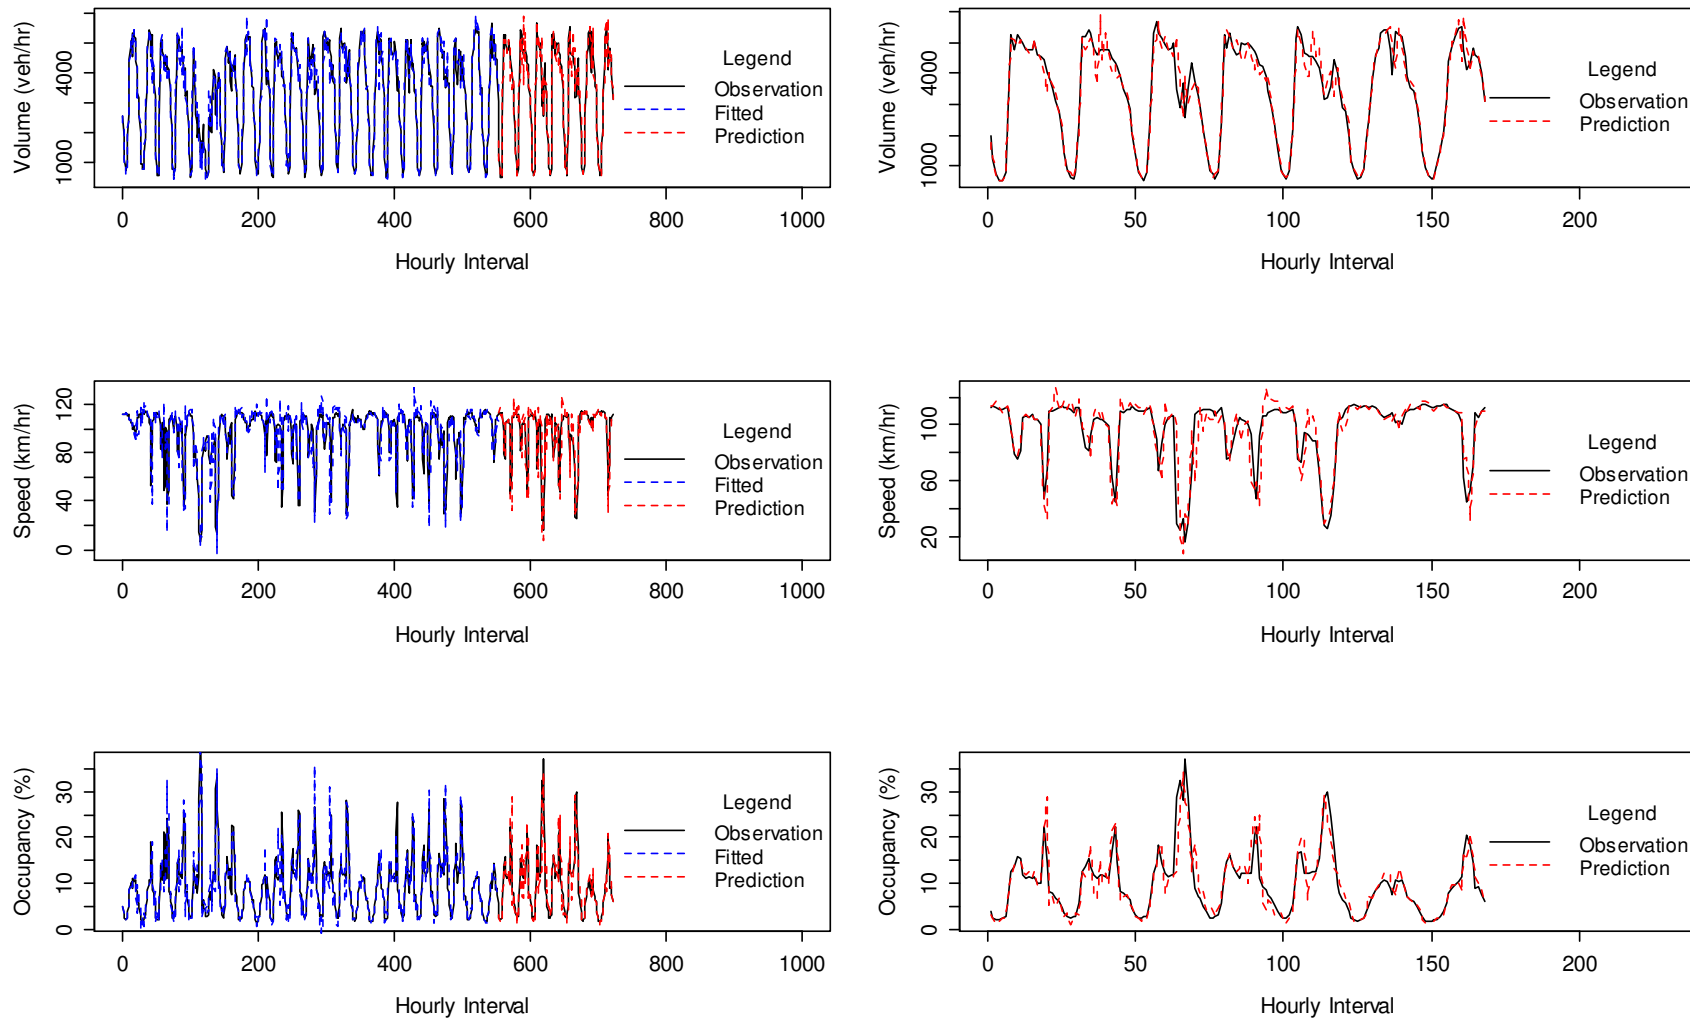 Volume (veh/hr)
1000
4000
0
200
400
600
800
1000
Hourly Interval
Legend
Observation
Fitted
Prediction
Volume (veh/hr)
1000
4000
0
50
100
150
200
Hourly Interval
Legend
Observation
Prediction
Speed (km/hr)
0
40
80
120
0
200
400
600
800
1000
Hourly Interval
Legend
Observation
Fitted
Prediction
Speed (km/hr)
20
60
100
0
50
100
150
200
Hourly Interval
Legend
Observation
Prediction
Occupancy (%)
0
10
20
30
0
200
400
600
800
1000
Hourly Interval
Legend
Observation
Fitted
Prediction
Occupancy (%)
0
10
20
30
0
50
100
150
200
Hourly Interval
Legend
Observation
Prediction